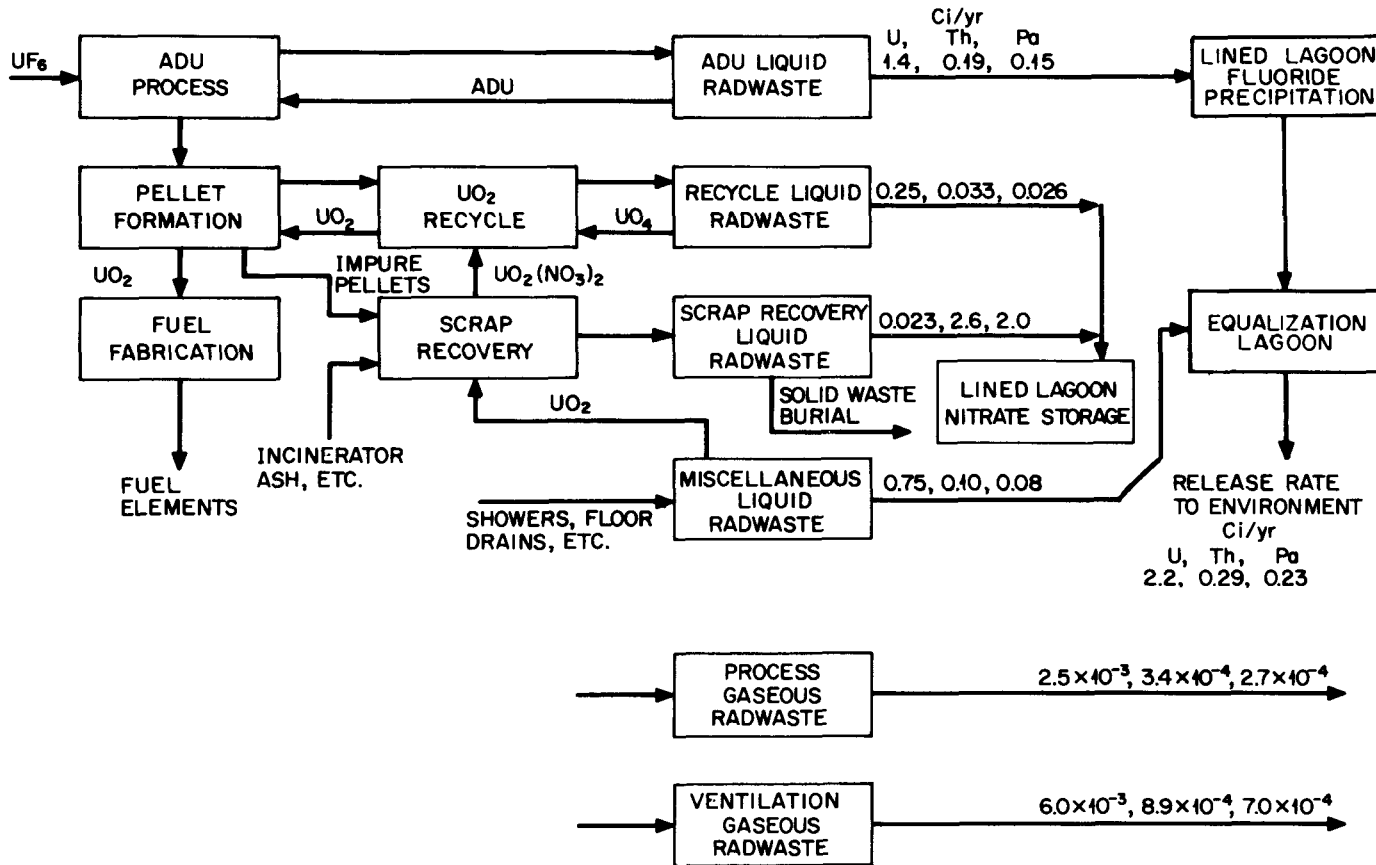 Ci/yr
U, Th, Pa
1.4, 0.19, 0.15
UF₆
ADU
PROCESS
ADU
ADU LIQUID
RADWASTE
LINED LAGOON
FLUORIDE
PRECIPITATION
PELLET
FORMATION
UO₂
UO₂
RECYCLE
UO₄
RECYCLE LIQUID
RADWASTE
0.25, 0.033, 0.026
UO₂
IMPURE
PELLETS
UO₂(NO₃)₂
FUEL
FABRICATION
SCRAP
RECOVERY
SCRAP RECOVERY
LIQUID
RADWASTE
0.023, 2.6, 2.0
EQUALIZATION
LAGOON
SOLID WASTE
BURIAL
LINED LAGOON
NITRATE STORAGE
UO₂
INCINERATOR
ASH, ETC.
FUEL
ELEMENTS
SHOWERS, FLOOR
DRAINS, ETC.
MISCELLANEOUS
LIQUID
RADWASTE
0.75, 0.10, 0.08
RELEASE RATE
TO ENVIRONMENT
Ci/yr
U, Th, Pa
2.2, 0.29, 0.23
PROCESS
GASEOUS
RADWASTE
2.5×10⁻³, 3.4×10⁻⁴, 2.7×10⁻⁴
VENTILATION
GASEOUS
RADWASTE
6.0×10⁻³, 8.9×10⁻⁴, 7.0×10⁻⁴